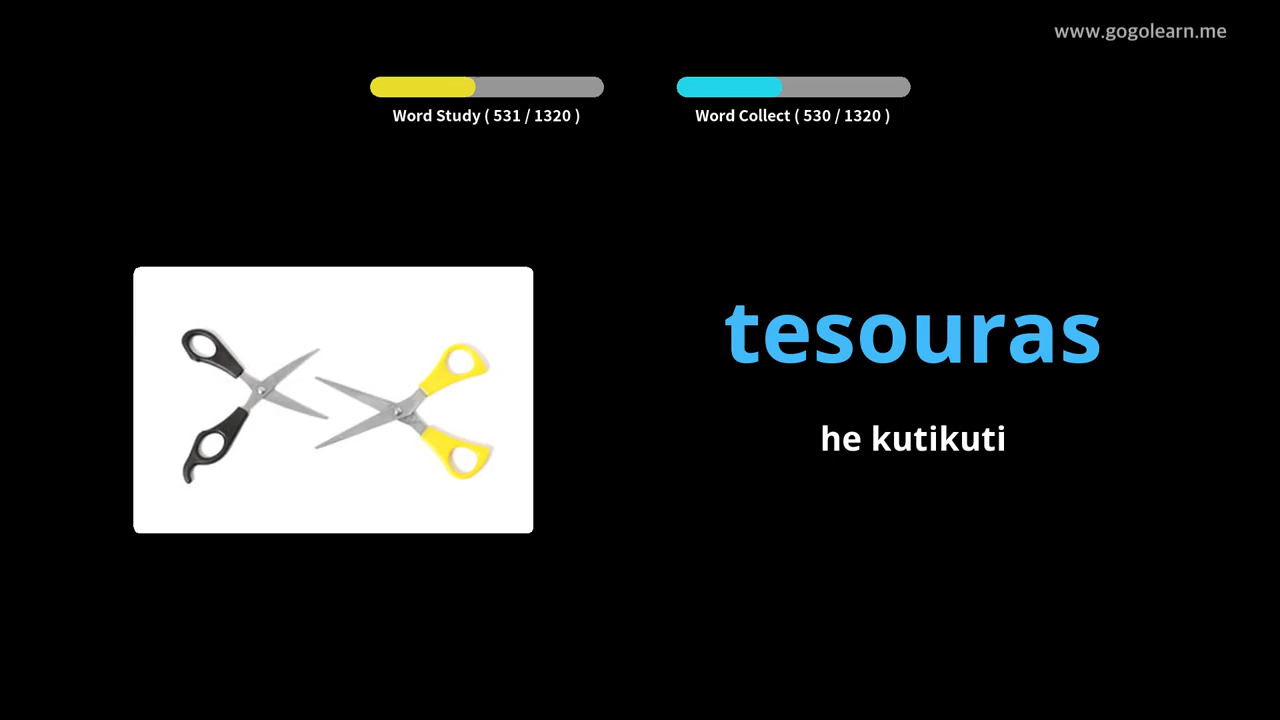 www.gogolearn.me
Word Study ( 531 / 1320 )
Word Collect ( 530 / 1320 )
tesouras
he kutikuti